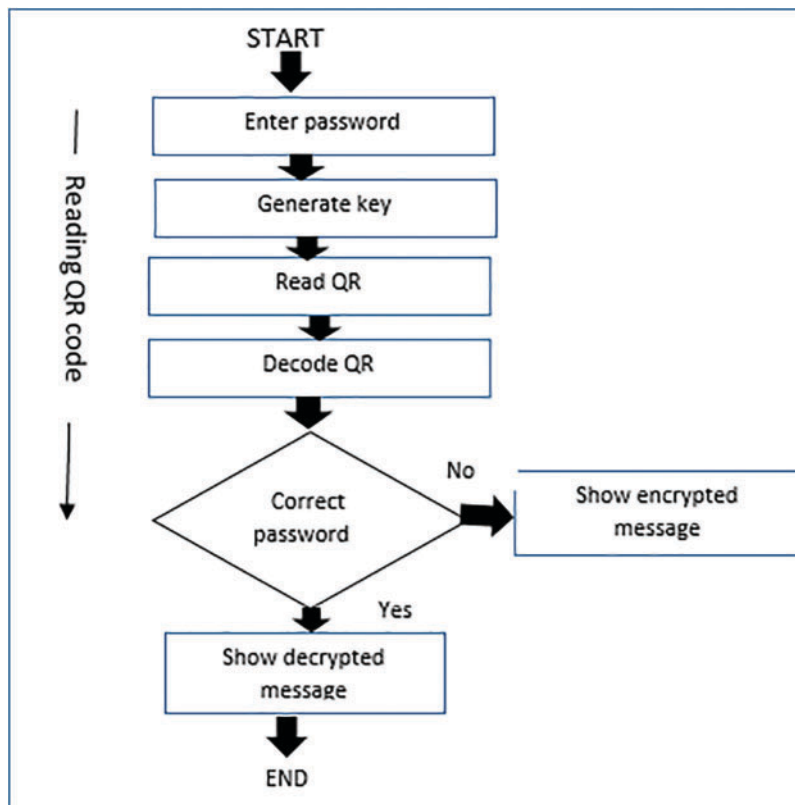 START
Enter password
Generate key
Read QR
Decode QR
Reading QR code
Correct
password
No
Show encrypted
message
Yes
Show decrypted
message
END